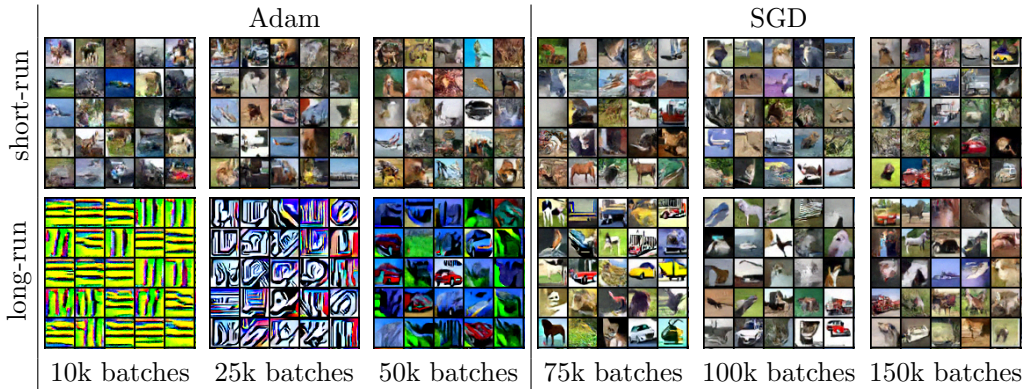 Adam SGD
short-run
long-run
10k batches 25k batches 50k batches 75k batches 100k batches 150k batches